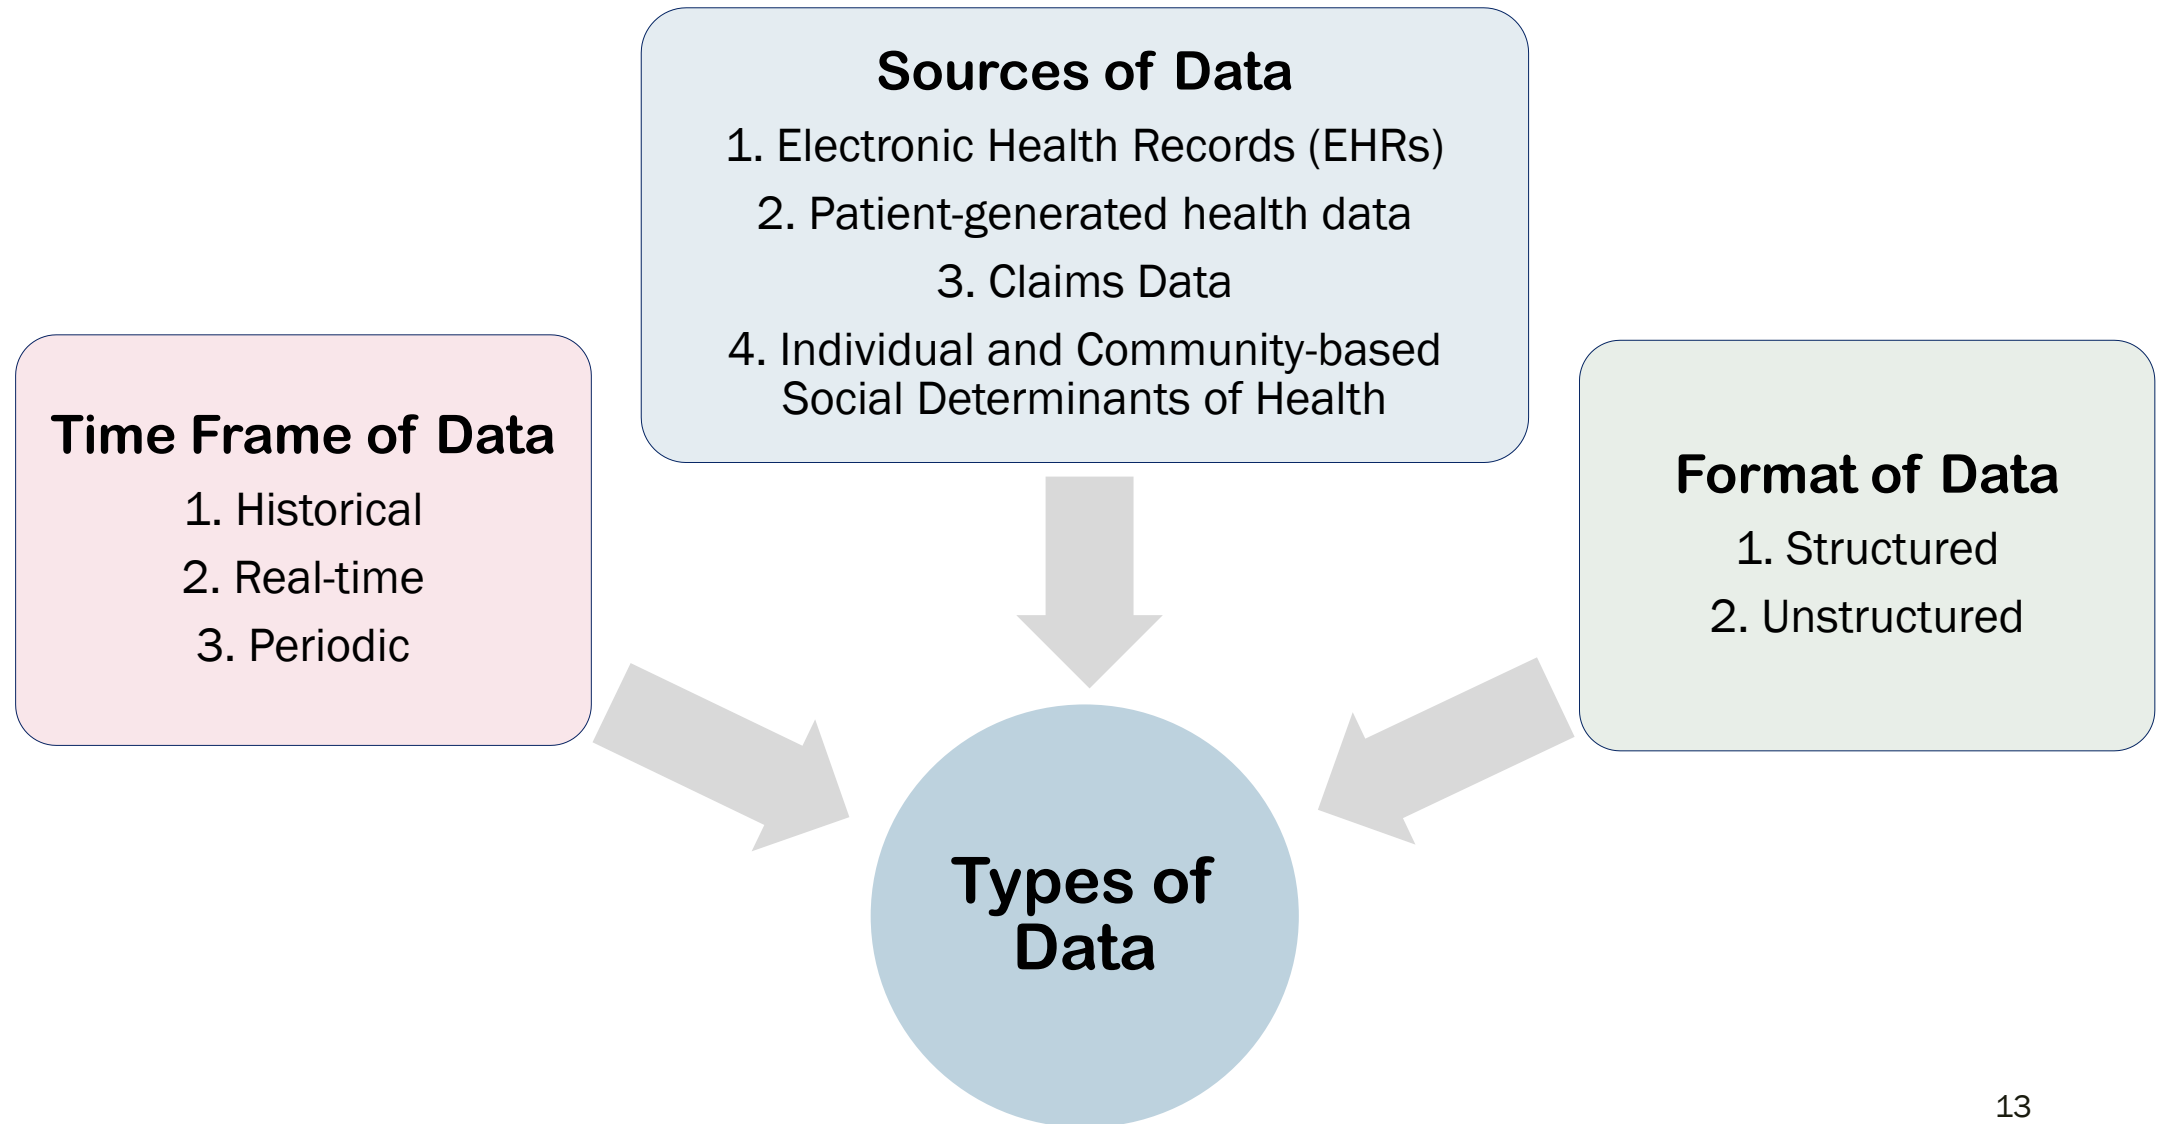 Sources of Data
1. Electronic Health Records (EHRs)
2. Patient-generated health data
3. Claims Data
4. Individual and Community-based
Social Determinants of Health
Time Frame of Data
1. Historical
2. Real-time
3. Periodic
Format of Data
1. Structured
2. Unstructured
Types of
Data
13